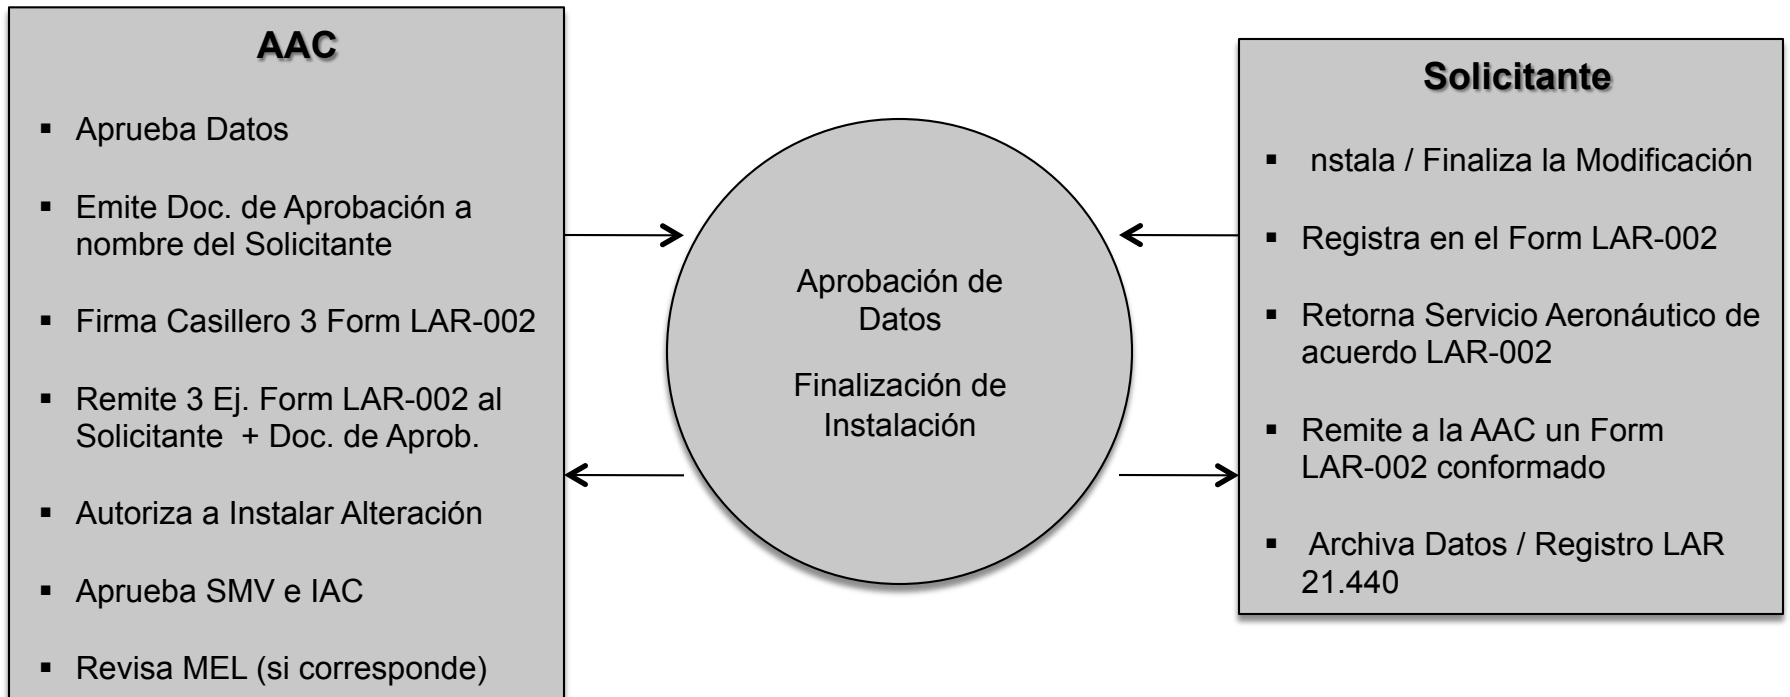 AAC
▪ Aprueba Datos
▪ Emite Doc. de Aprobación a
nombre del Solicitante
▪ Firma Casillero 3 Form LAR-002
▪ Remite 3 Ej. Form LAR-002 al
Solicitante + Doc. de Aprob.
▪ Autoriza a Instalar Alteración
▪ Aprueba SMV e IAC
▪ Revisa MEL (si corresponde)
Aprobación de
Datos
Finalización de
Instalación
Solicitante
▪ nstala / Finaliza la Modificación
▪ Registra en el Form LAR-002
▪ Retorna Servicio Aeronáutico de
acuerdo LAR-002
▪ Remite a la AAC un Form
LAR-002 conformado
▪ Archiva Datos / Registro LAR
21.440